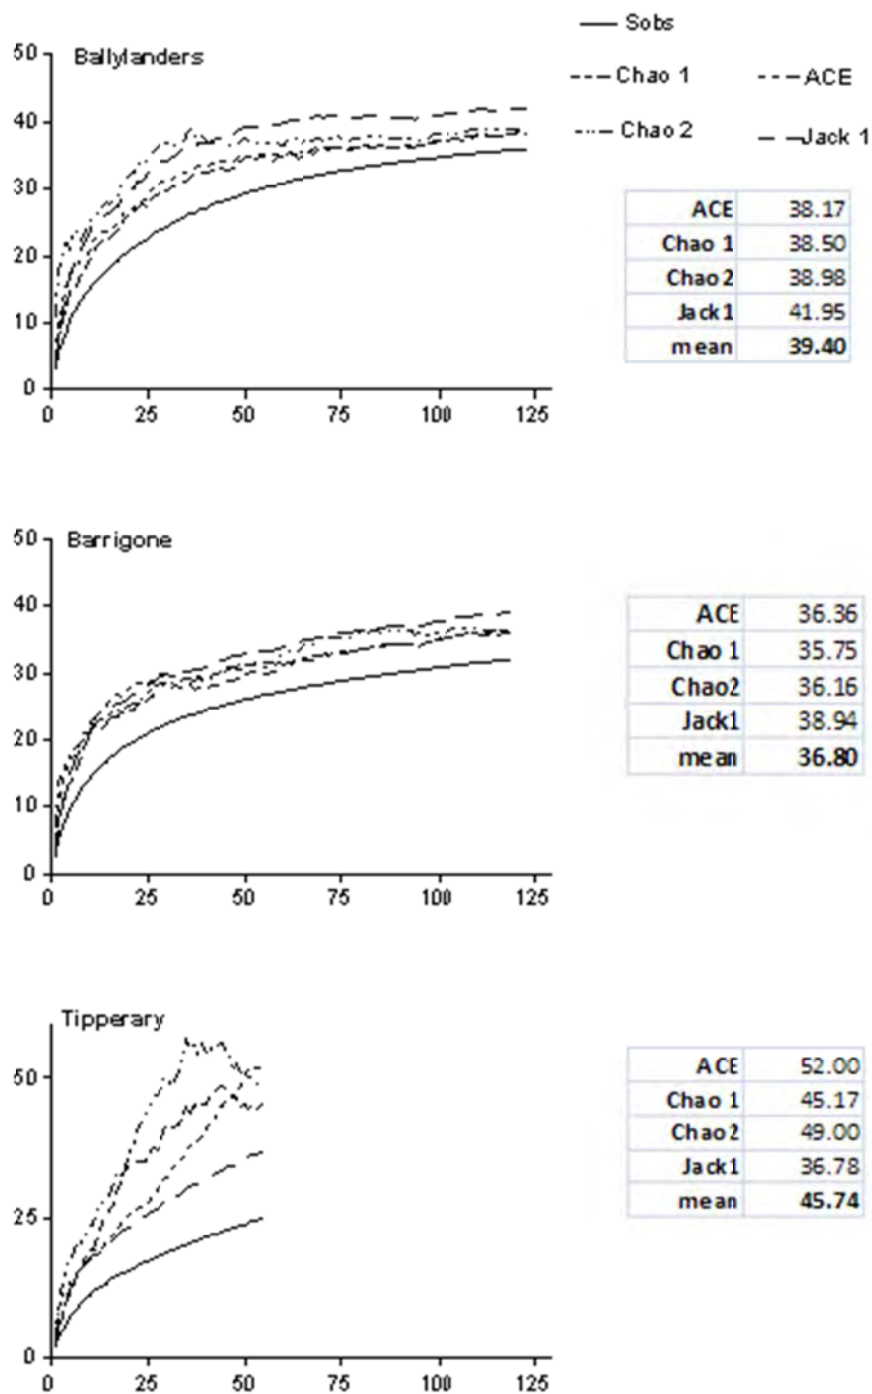 Sobs
Chao 1
ACE
Chao 2
Jack 1
Ballylanders
50
40
30
20
10
0
0 25 50 75 100 125
ACE 38.17
Chao 1 38.50
Chao2 38.98
Jack1 41.95
mean 39.40
Barrigone
50
40
30
20
10
0
0 25 50 75 100 125
ACE 36.36
Chao 1 35.75
Chao2 36.16
Jack1 38.94
mean 36.80
Tipperary
50
25
0
0 25 50 75 100 125
ACE 52.00
Chao 1 45.17
Chao2 49.00
Jack1 36.78
mean 45.74